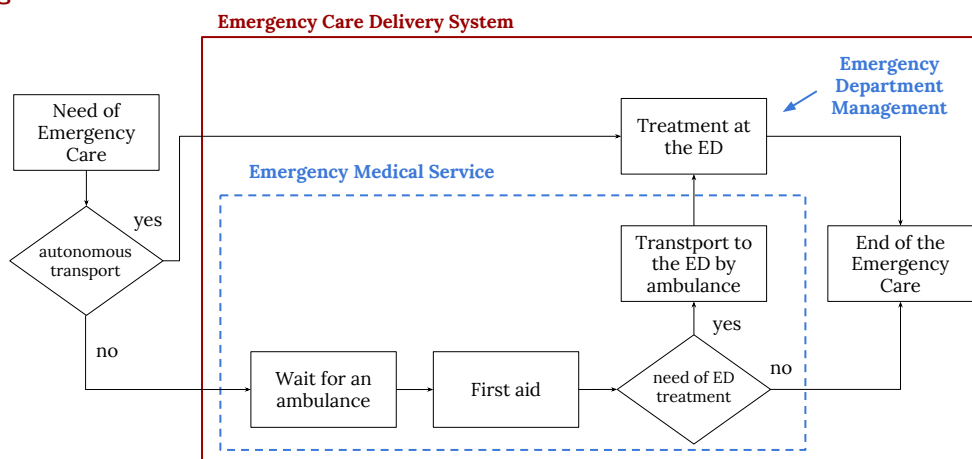 Emergency Care Delivery System
Need of
Emergency
Care
Emergency
Department
Management
Treatment at
the ED
Emergency Medical Service
yes
autonomous
transport
Transtport to
the ED by
ambulance
End of the
Emergency
Care
no
yes
Wait for an
ambulance
First aid
need of ED
treatment
no